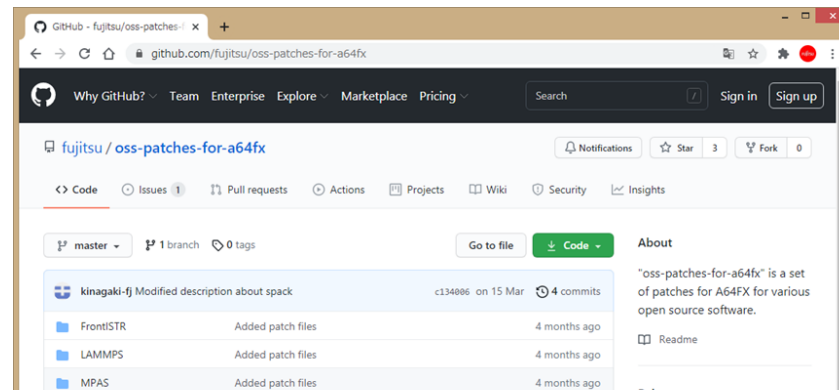 GitHub - fujitsu/oss-patches-f
github.com/fujitsu/oss-patches-for-a64fx
Why GitHub? Team Enterprise Explore Marketplace Pricing Search / Sign in Sign up
fujitsu / oss-patches-for-a64fx Notifications Star 3 Fork 0
Code Issues 1 Pull requests Actions Projects Wiki Security Insights
master 1 branch 0 tags Go to file Code About
"oss-patches-for-a64fx" is a set
kinagaki-fj Modified description about spack c134006 on 15 Mar 4 commits of patches for A64FX for various
open source software.
FrontISTR Added patch files 4 months ago
Readme
LAMMPS Added patch files 4 months ago
MPAS Added patch files 4 months ago